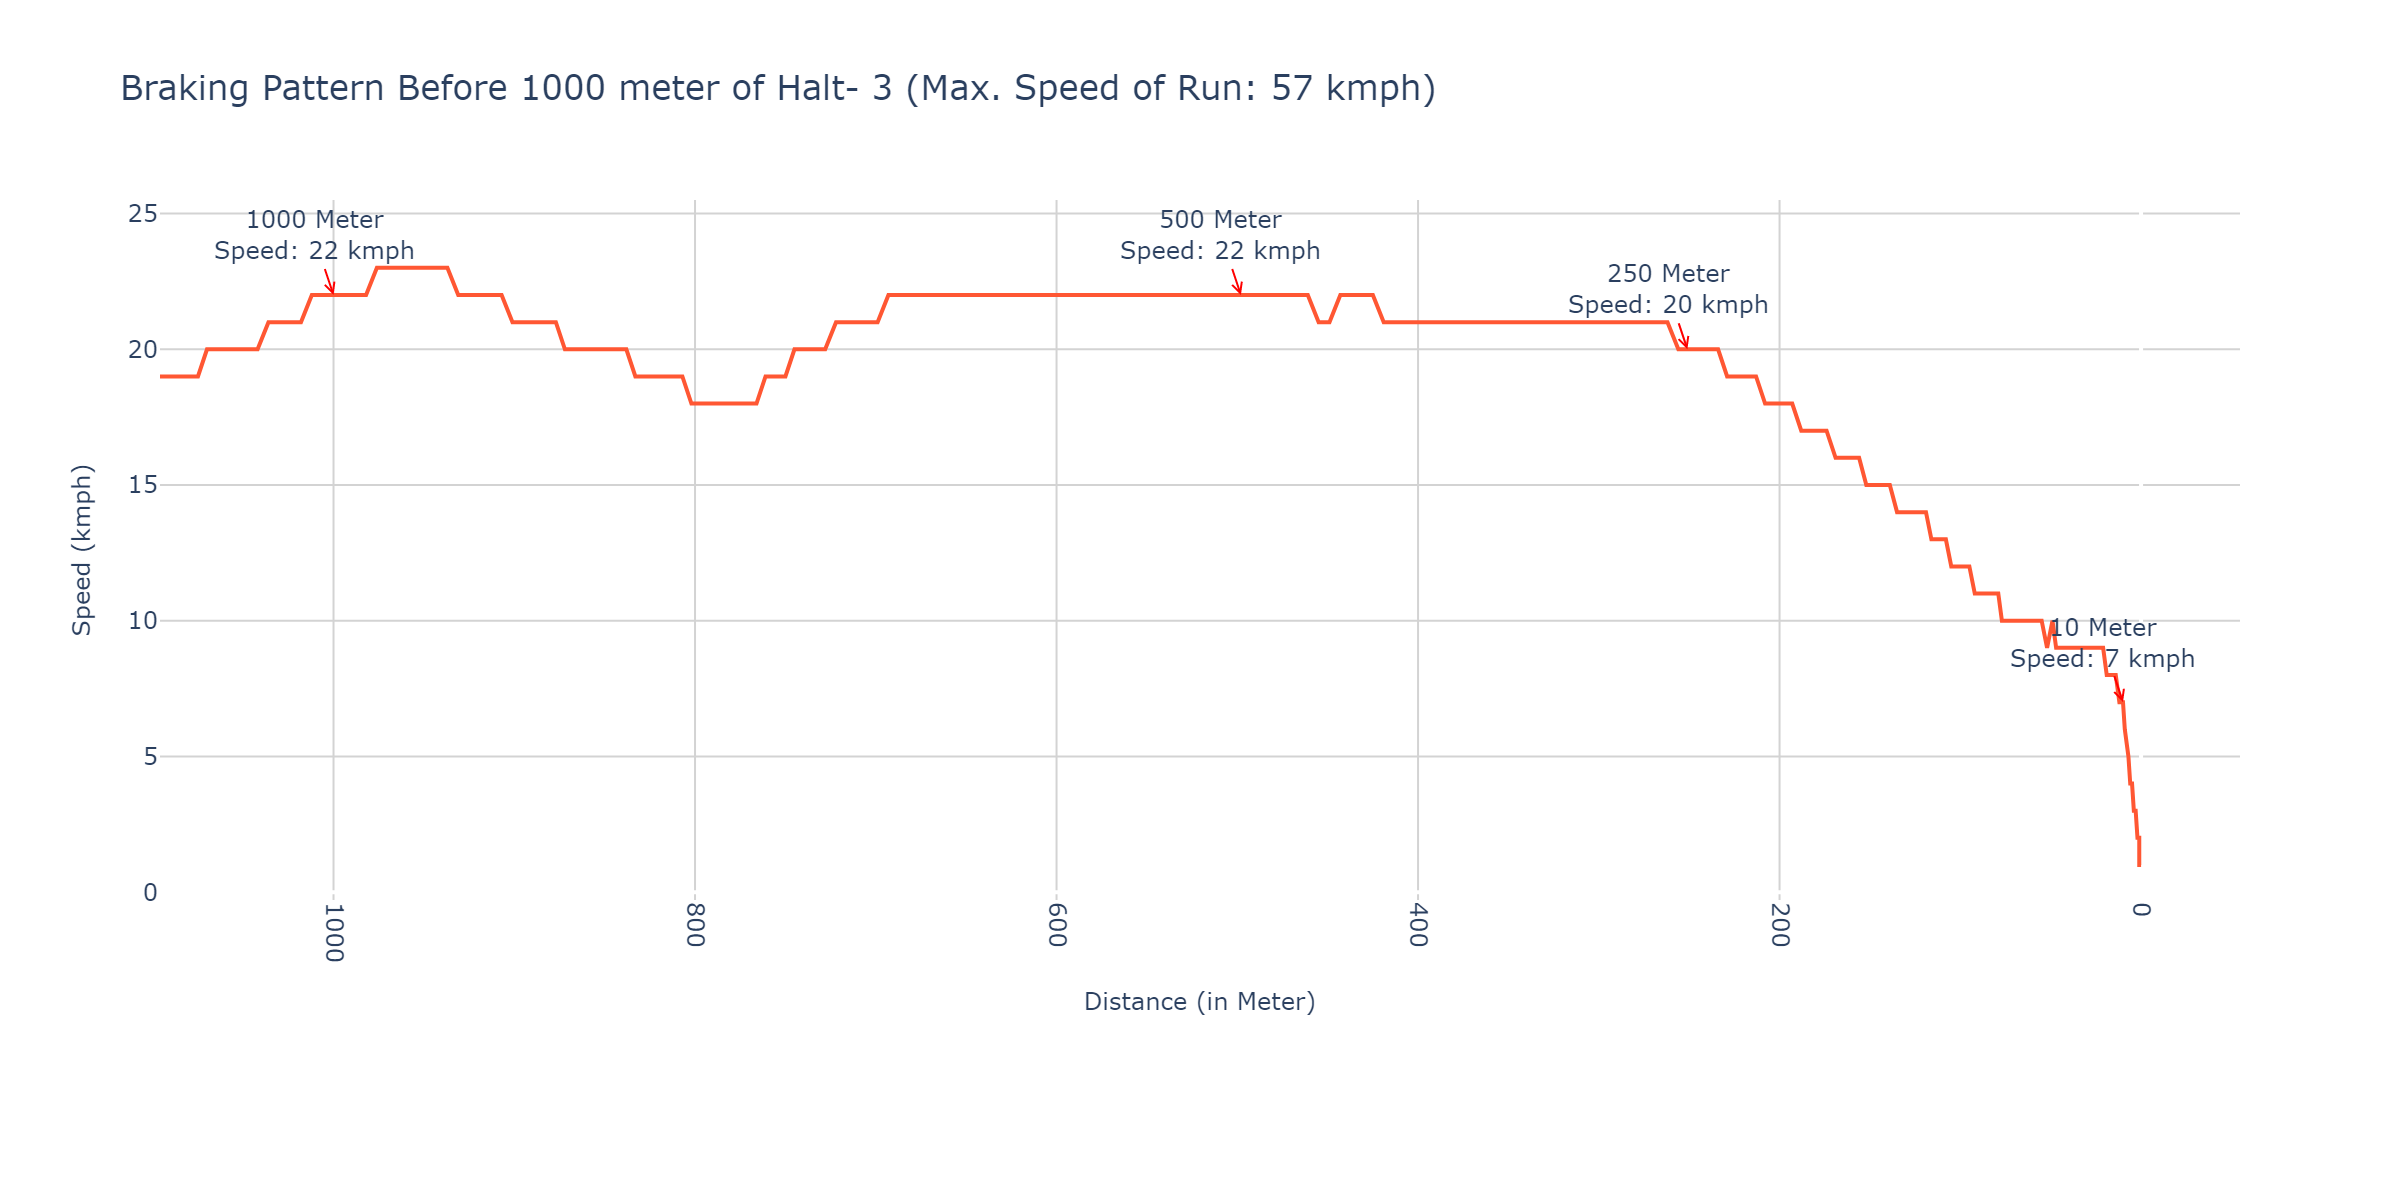 Braking Pattern Before 1000 meter of Halt- 3 (Max. Speed of Run: 57 kmph)
25
1000 Meter
Speed: 22 kmph
500 Meter
Speed: 22 kmph
250 Meter
Speed: 20 kmph
20
15
10
10 Meter
Speed: 7 kmph
5
0
Speed (kmph)
1000
800
600
400
200
0
Distance (in Meter)